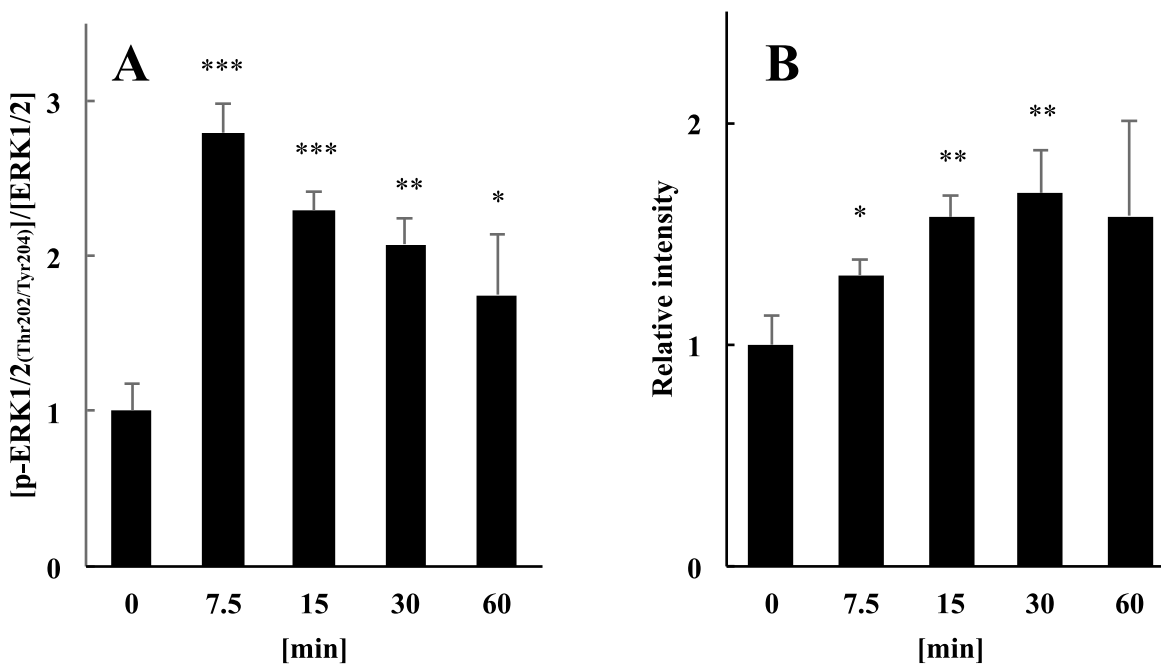 A
[p-ERK1/2(Thr202/Tyr204)]/[ERK1/2]
3
2
1
0
***
***
**
*
0 7.5 15 30 60
[min]
B
Relative intensity
2
1
0
*
**
**
0 7.5 15 30 60
[min]